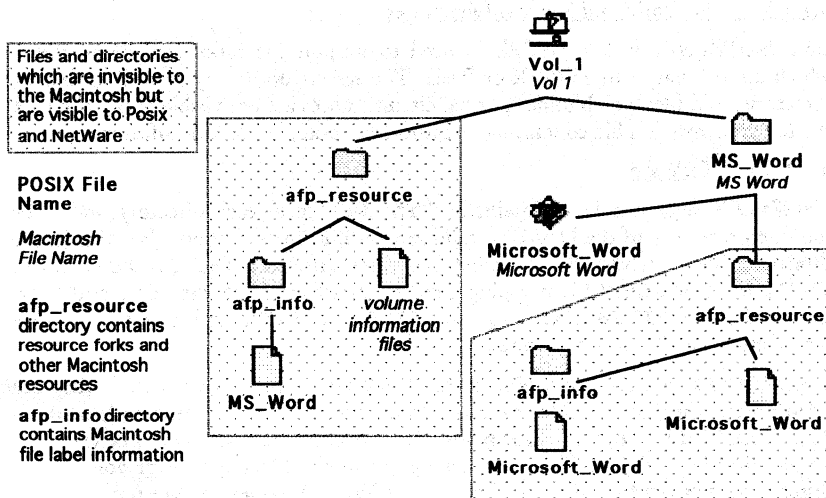 Files and directories
which are invisible to
the Macintosh but
are visible to Posix
and NetWare
POSIX File
Name
Macintosh
File Name
afp_resource
directory contains
resource forks and
other Macintosh
resources
afp_info directory
contains Macintosh
file label information
Vol_1
Vol 1
afp_resource
afp_info
volume
information
files
MS_Word
MS_Word
MS Word
Microsoft_Word
Microsoft Word
afp_resource
afp_info
Microsoft_Word
Microsoft_Word